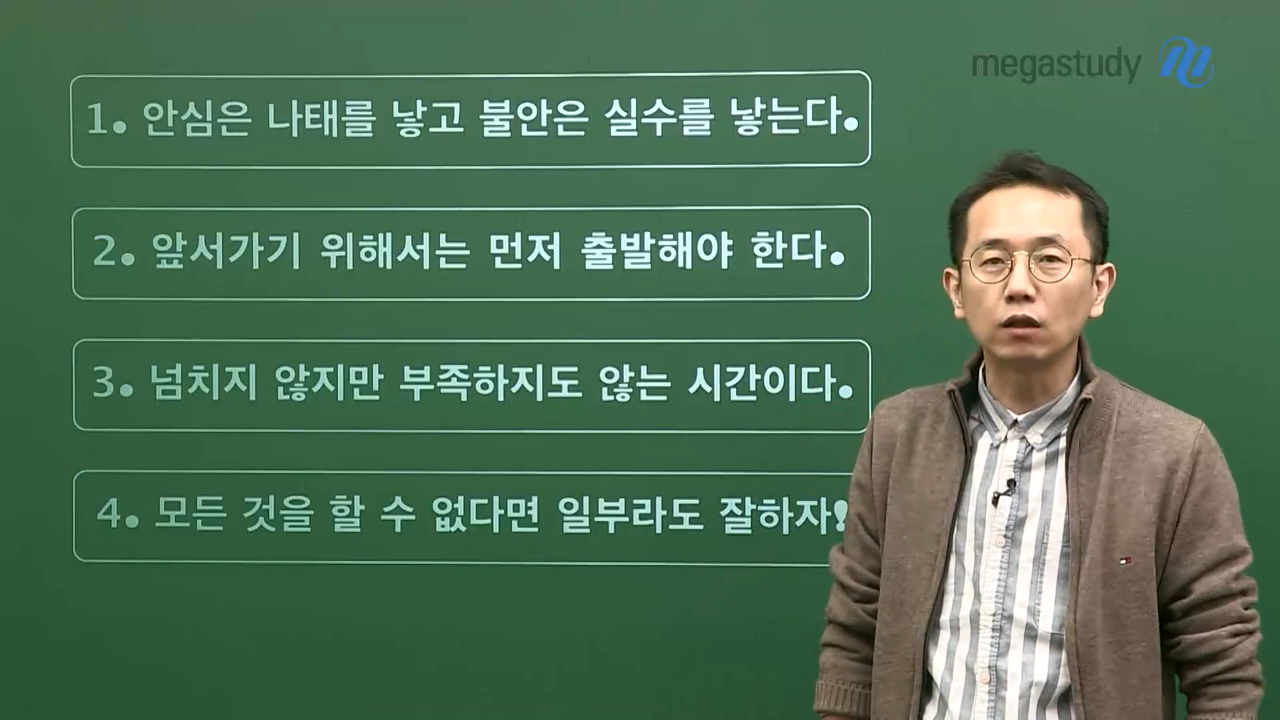 megastudy
1. 안심은 나태를 낳고 불안은 실수를 낳는다.
2. 앞서가기 위해서는 먼저 출발해야 한다.
3. 넘치지 않지만 부족하지도 않는 시간이다.
4. 모든 것을 할 수 없다면 일부라도 잘하자!